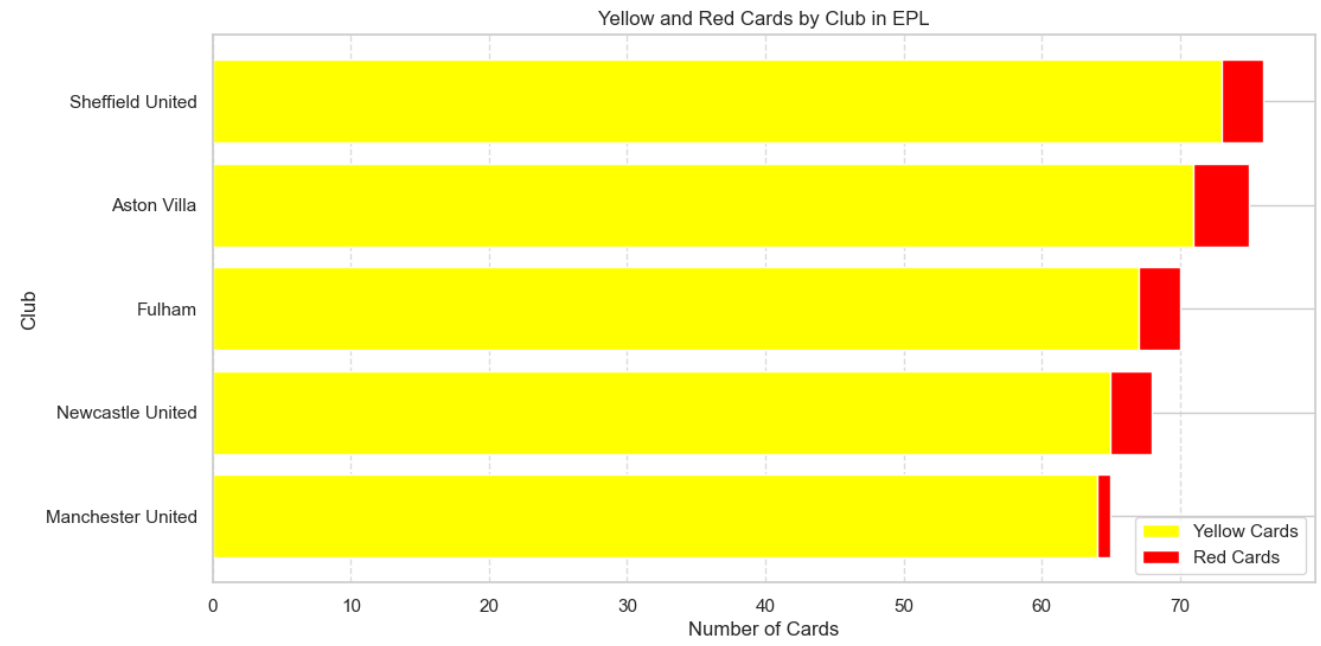 Yellow and Red Cards by Club in EPL
Club
Sheffield United
Aston Villa
Fulham
Newcastle United
Manchester United
Yellow Cards
Red Cards
0 10 20 30 40 50 60 70
Number of Cards